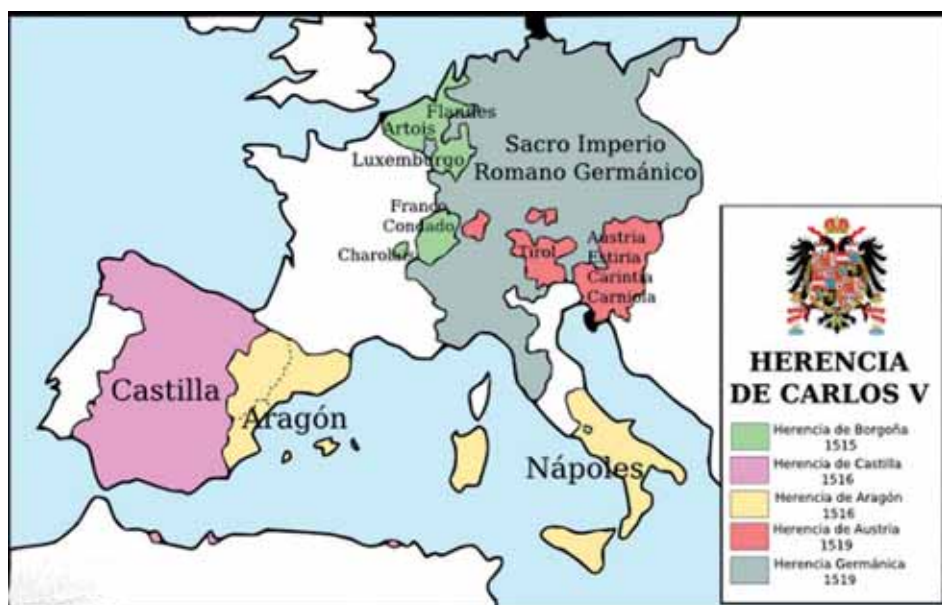 Flandes
Artois
Luxemburgo
Sacro Imperio
Romano Germánico
Franco
Condado
Charolais
Tirol
Austria
Estiria
Carintia
Carniola
Castilla
Aragón
Nápoles
HERENCIA
DE CARLOS V
Herencia de Borgoña
1515
Herencia de Castilla
1516
Herencia de Aragón
1516
Herencia de Austria
1519
Herencia Germánica
1519